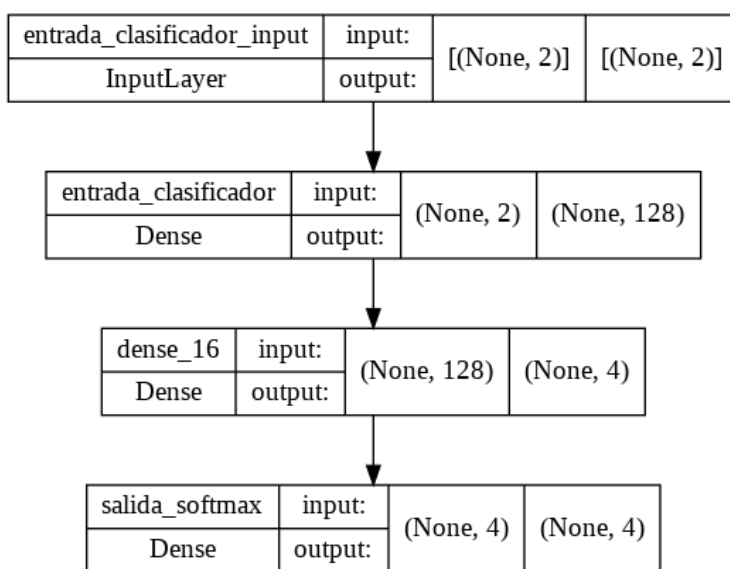 entrada_clasificador_input input: [(None, 2)] [(None, 2)]
InputLayer output:
entrada_clasificador input: (None, 2) (None, 128)
Dense output:
dense_16 input: (None, 128) (None, 4)
Dense output:
salida_softmax input: (None, 4) (None, 4)
Dense output: